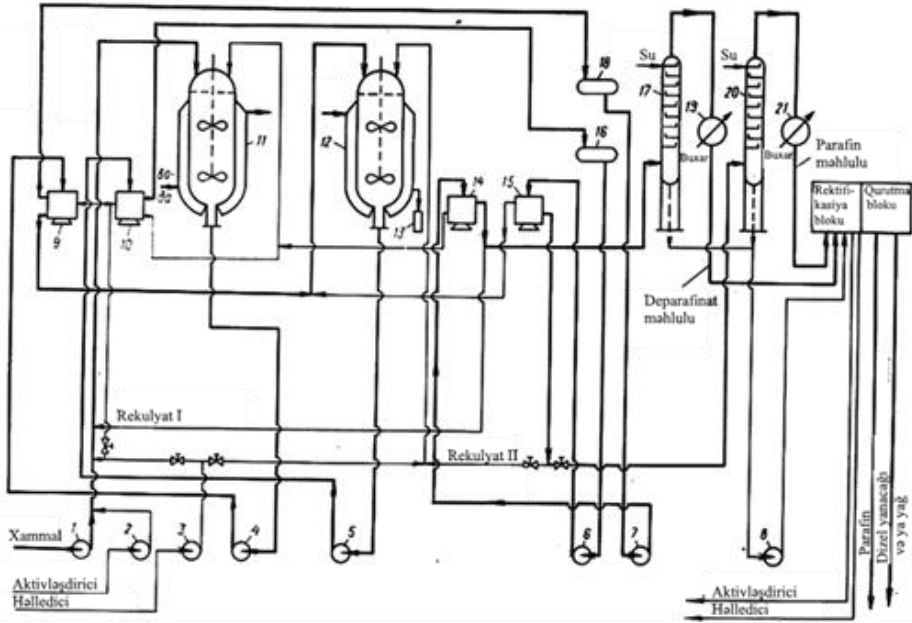 18
Su
17
Su
20
19
21
16
Buxar
Buxar
Parafin
məhlulu
11
12
Во-
да
14
15
Rektifi-
kasiya
bloku
Qurutma
bloku
9
10
13
Deparafinat
məhlulu
Rekulyat I
Rekulyat II
Xammal
1
2
3
4
5
6
7
8
Parafin
Dizel yanacağı
və ya yağ
Aktivləşdirici
Həlledici
Aktivləşdirici
Həlledici